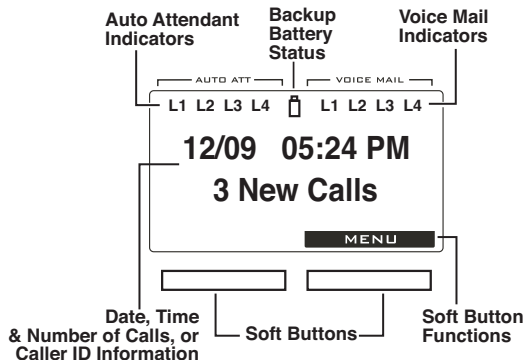 Auto Attendant
Indicators
Backup
Battery
Status
Voice Mail
Indicators
AUTO ATT
VOICE MAIL
L1 L2 L3 L4
L1 L2 L3 L4
12/09 05:24 PM
3 New Calls
MENU
Date, Time
& Number of Calls, or
Caller ID Information
Soft Buttons
Soft Button
Functions